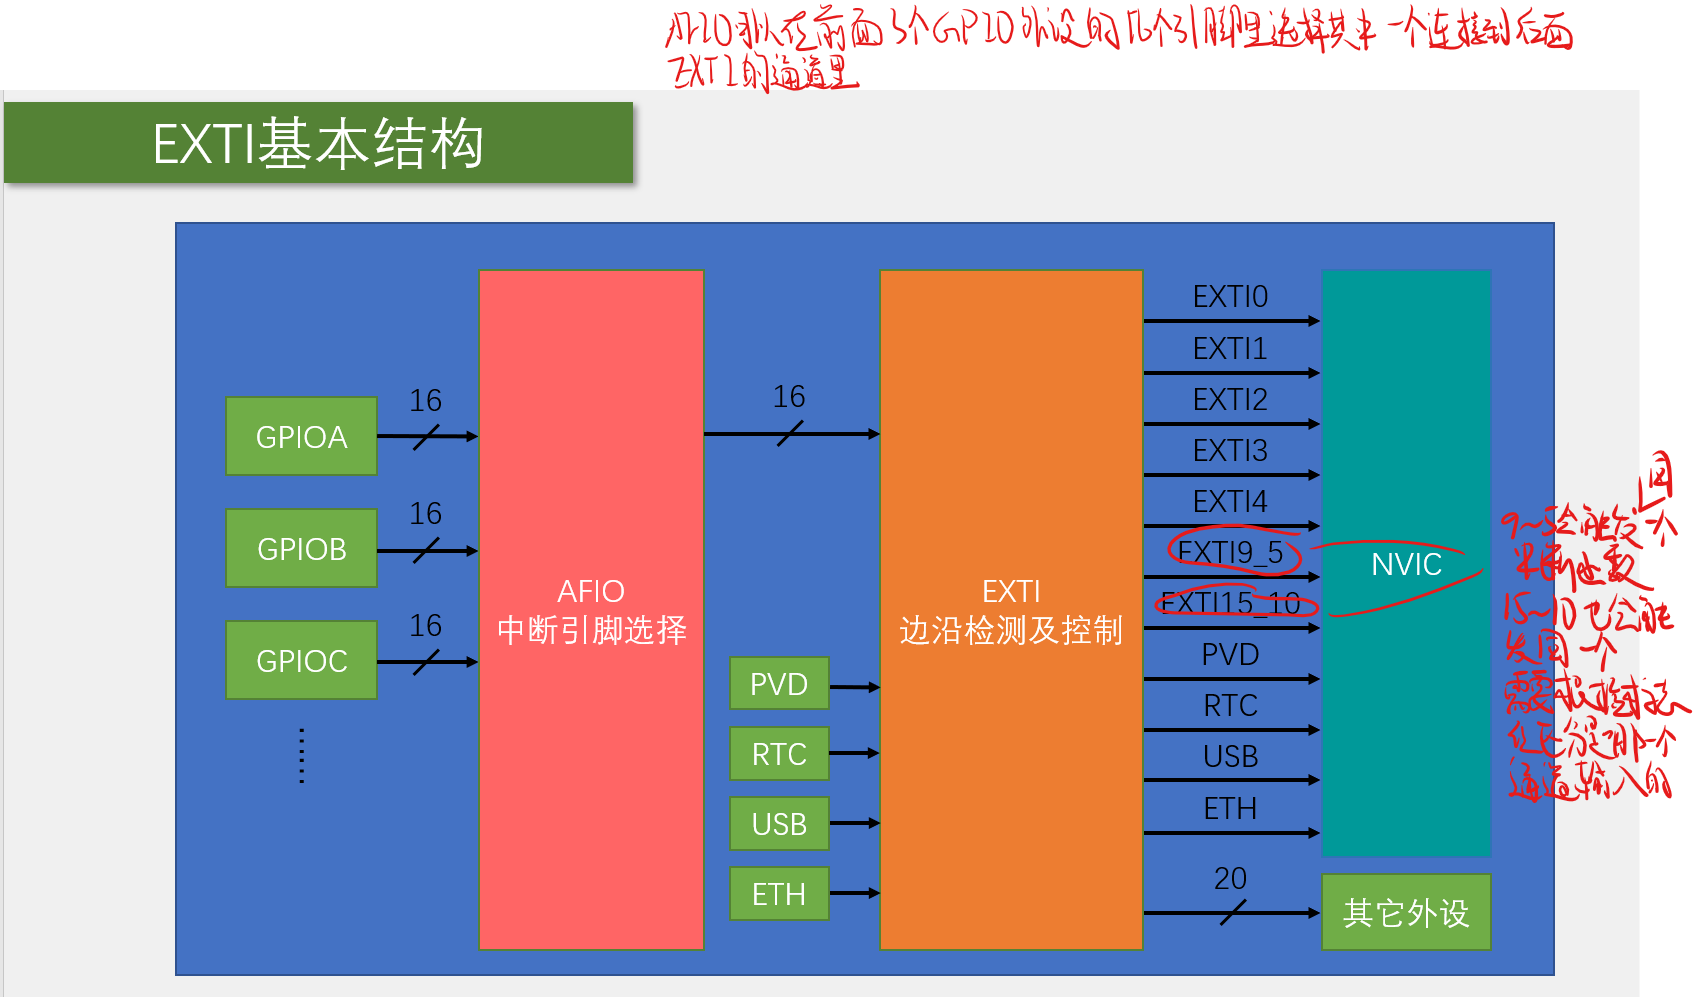 AFIO可以在前面3个GPIO外设的16个引脚里选择其中一个连接到后面
EXTI的通道里
EXTI基本结构
GPIOA
16
GPIOB
16
GPIOC
16
AFIO
中断引脚选择
16
PVD
RTC
USB
ETH
EXTI
边沿检测及控制
EXTI0
EXTI1
EXTI2
EXTI3
EXTI4
EXTI9_5
EXTI15_10
PVD
RTC
USB
ETH
20
NVIC
其它外设
同
9~5会触发一个
中断函数
15~10也会触
发同一个
需要根据标志
位区分是那一个
通道输入的